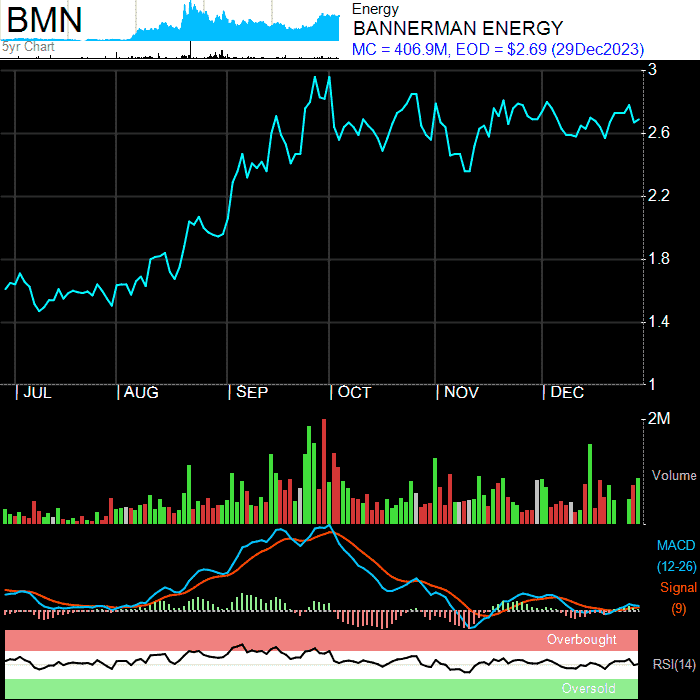 BMN
5yr Chart
Energy
BANNERMAN ENERGY
MC = 406.9M, EOD = $2.69 (29Dec2023)
3
2.6
2.2
1.8
1.4
1
JUL AUG SEP OCT NOV DEC
2M
Volume
MACD
(12-26)
Signal
(9)
Overbought
RSI(14)
Oversold